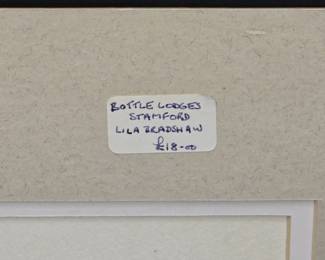 BOTTLE LODGES
STAMFORD
LILA BRADSHAW
£18-00